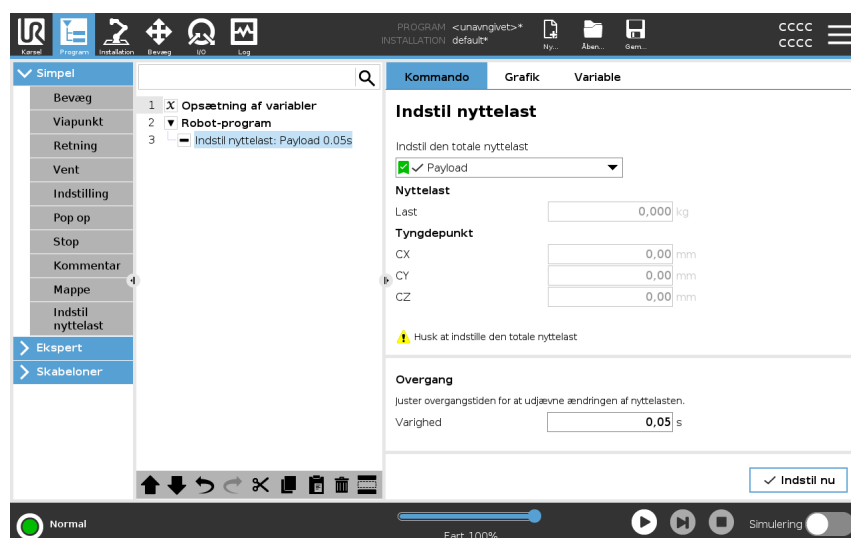 UR
PROGRAM <unavngivet>*
INSTALLATION default*
Kørsel
Program
Installation
Bevæg
I/O
Log
Ny...
Åben...
Gem...
CCCC
CCCC
Simpel
Bevæg
Viapunkt
Retning
Vent
Indstilling
Pop op
Stop
Kommentar
Mappe
Indstil
nyttelast
Ekspert
Skabeloner
1 X Opsætning af variabler
2 Robot-program
3 Indstil nyttelast: Payload 0.05s
Kommando Grafik Variable
Indstil nyttelast
Indstil den totale nyttelast
Payload
Nyttelast
Last 0,000 kg
Tyngdepunkt
CX 0,00 mm
CY 0,00 mm
CZ 0,00 mm
Husk at indstille den totale nyttelast
Overgang
Juster overgangstiden for at udjævne ændringen af nyttelasten.
Varighed 0,05 s
Indstil nu
Normal
Fart 100%
Simulering